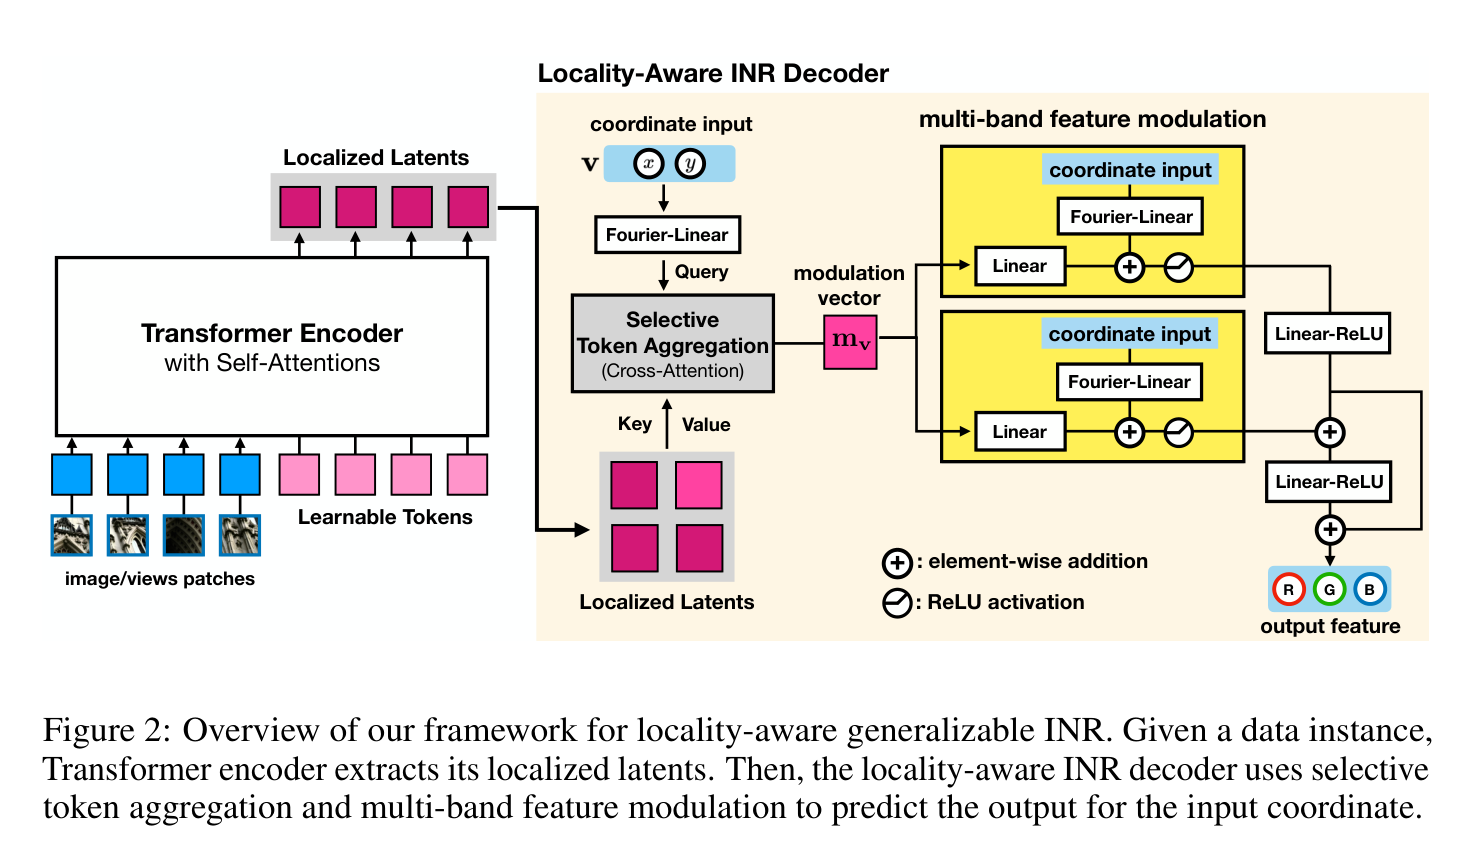 Locality-Aware INR Decoder
Localized Latents
Transformer Encoder
with Self-Attentions
Learnable Tokens
image/views patches
coordinate input
v x y
Fourier-Linear
Query
Selective
Token Aggregation
(Cross-Attention)
Key Value
Localized Latents
modulation
vector
m_v
multi-band feature modulation
coordinate input
Fourier-Linear
Linear
coordinate input
Fourier-Linear
Linear
Linear-ReLU
Linear-ReLU
: element-wise addition
: ReLU activation
R G B
output feature
Figure 2: Overview of our framework for locality-aware generalizable INR. Given a data instance,
Transformer encoder extracts its localized latents. Then, the locality-aware INR decoder uses selective
token aggregation and multi-band feature modulation to predict the output for the input coordinate.